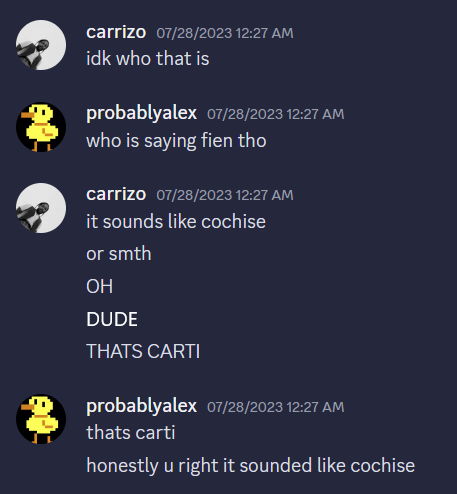 carrizo 07/28/2023 12:27 AM
idk who that is
probablyalex 07/28/2023 12:27 AM
who is saying fien tho
carrizo 07/28/2023 12:27 AM
it sounds like cochise
or smth
OH
DUDE
THATS CARTI
probablyalex 07/28/2023 12:27 AM
thats carti
honestly u right it sounded like cochise